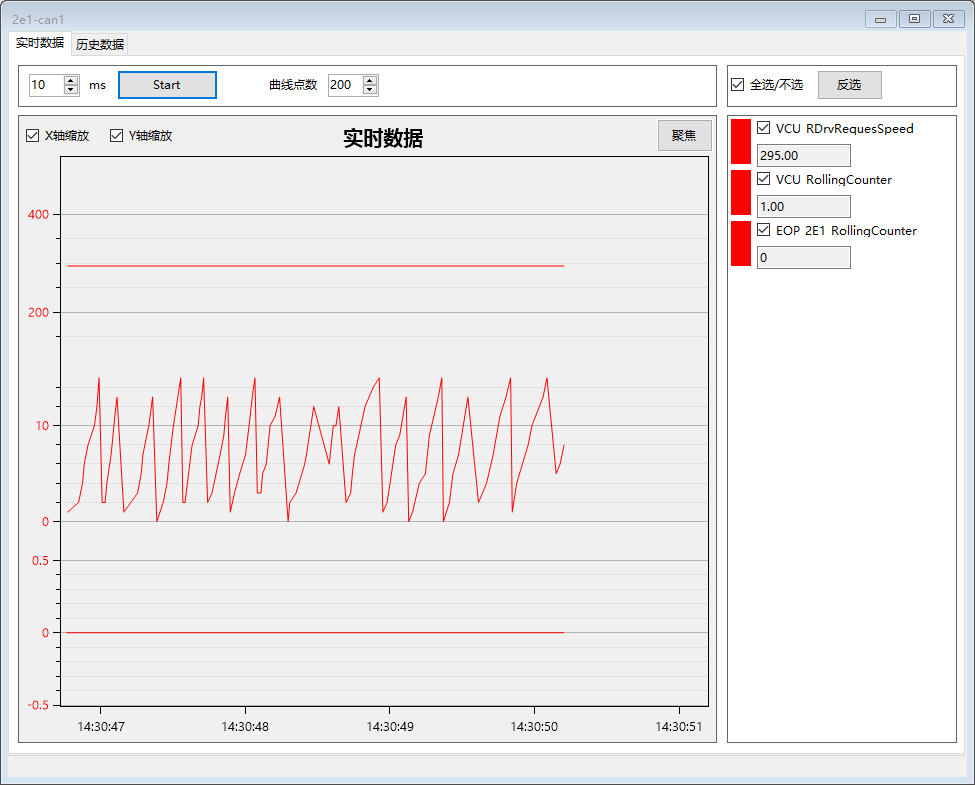 2e1-can1
实时数据 历史数据
10 ms Start 曲线点数 200
全选/不选 反选
X轴缩放 Y轴缩放 实时数据 聚焦
VCU RDrvRequesSpeed
295.00
VCU RollingCounter
1.00
EOP 2E1 RollingCounter
0
400
200
10
0
0.5
0
-0.5
14:30:47 14:30:48 14:30:49 14:30:50 14:30:51